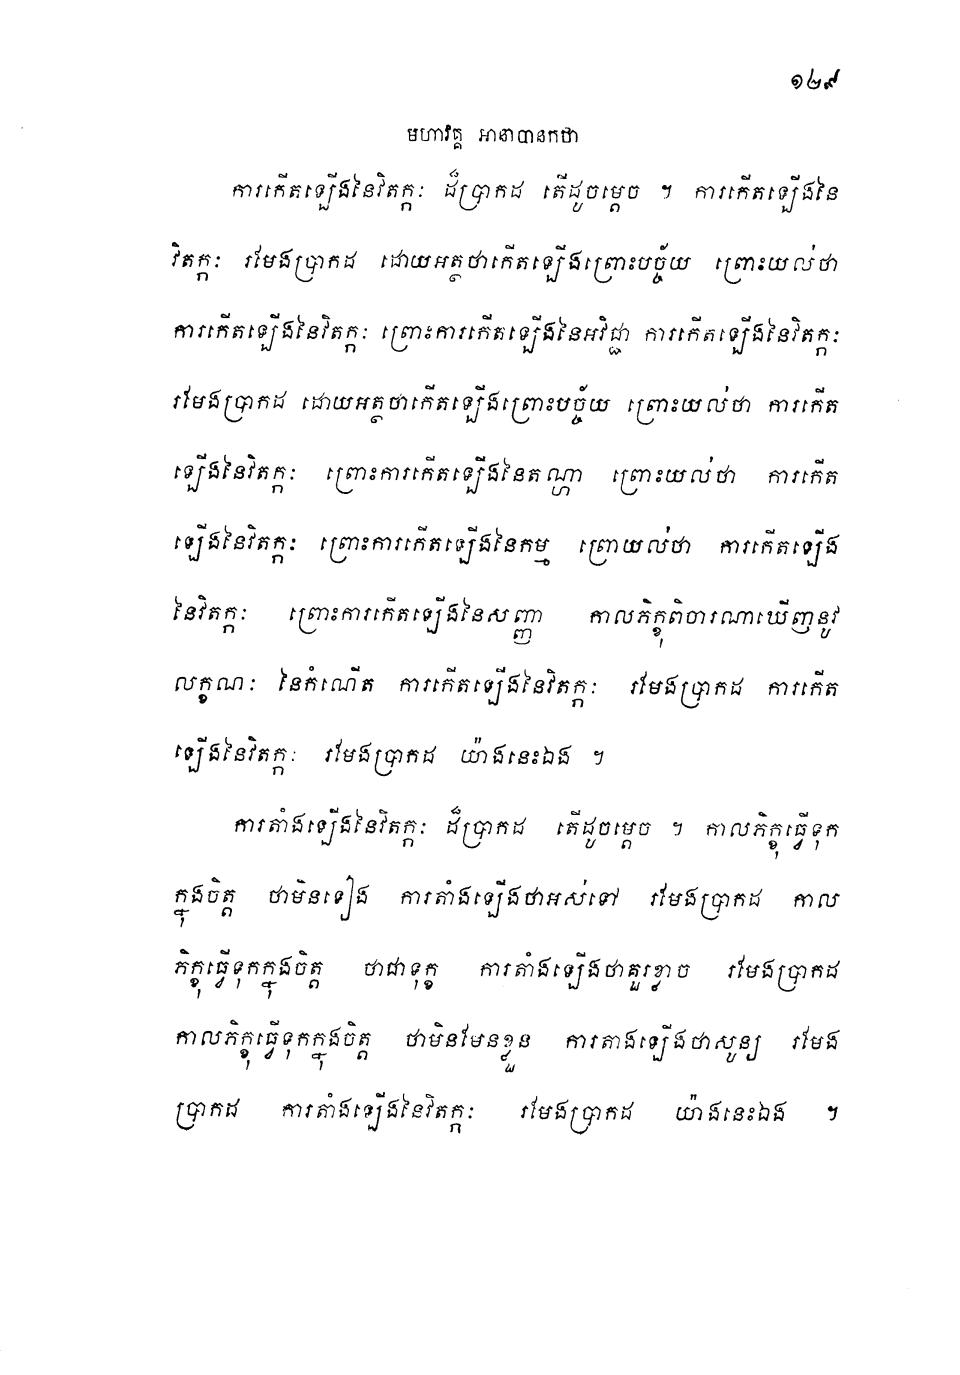 ១២៩
មហាវគ្គ អានាបានកថា
ការកើតឡើងនៃវិតក្កៈ ដ៏ប្រាកដ តើដូចម្តេច ។ ការកើតឡើងនៃ
វិតក្កៈ រមែងប្រាកដ ដោយអត្ថថាកើតឡើងព្រោះបច្ច័យ ព្រោះយល់ថា
ការកើតឡើងនៃវិតក្កៈ ព្រោះការកើតឡើងនៃអវិជ្ជា ការកើតឡើងនៃវិតក្កៈ
រមែងប្រាកដ ដោយអត្ថថាកើតឡើងព្រោះបច្ច័យ ព្រោះយល់ថា ការកើត
ឡើងនៃវិតក្កៈ ព្រោះការកើតឡើងនៃតណ្ហា ព្រោះយល់ថា ការកើត
ឡើងនៃវិតក្កៈ ព្រោះការកើតឡើងនៃកម្ម ព្រោយល់ថា ការកើតឡើង
នៃវិតក្កៈ ព្រោះការកើតឡើងនៃសញ្ញា កាលភិក្ខុពិចារណាឃើញនូវ
លក្ខណៈ នៃកំណើត ការកើតឡើងនៃវិតក្កៈ រមែងប្រាកដ ការកើត
ឡើងនៃវិតក្កៈ រមែងប្រាកដ យ៉ាងនេះឯង ។
ការតាំងឡើងនៃវិតក្កៈ ដ៏ប្រាកដ តើដូចម្តេច ។ កាលភិក្ខុធ្វើទុក
ក្នុងចិត្ត ថាមិនទៀង ការតាំងឡើងថាអស់ទៅ រមែងប្រាកដ កាល
ភិក្ខុធ្វើទុកក្នុងចិត្ត ថាជាទុក្ខ ការតាំងឡើងថាគួរខ្លាច រមែងប្រាកដ
កាលភិក្ខុធ្វើទុកក្នុងចិត្ត ថាមិនមែនខ្លួន ការតាងឡើងថាសូន្យ រមែង
ប្រាកដ ការតាំងឡើងនៃវិតក្កៈ រមែងប្រាកដ យ៉ាងនេះឯង ។